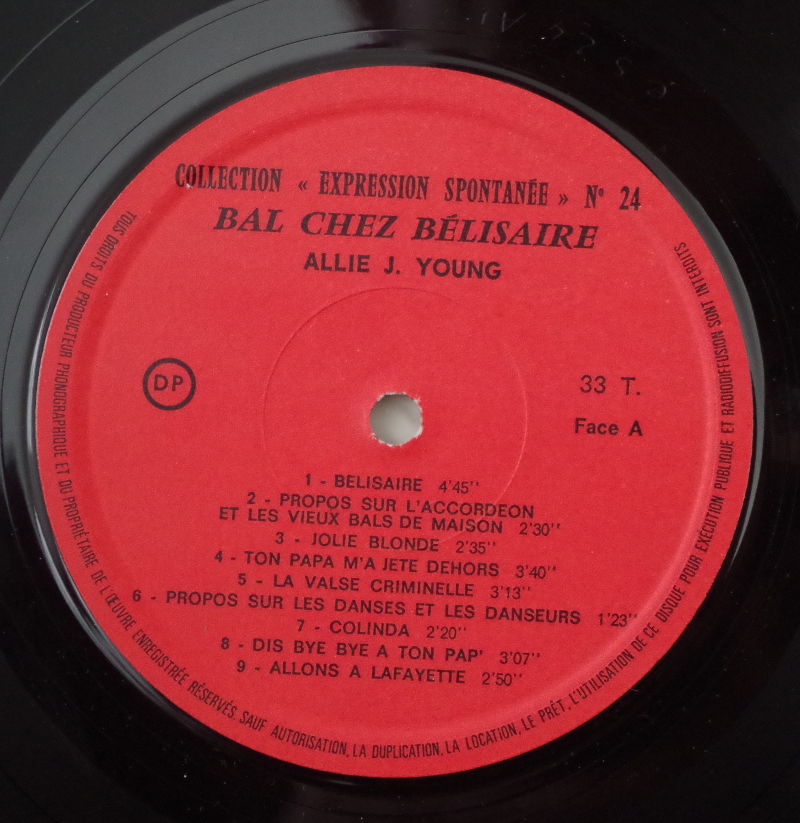 COLLECTION « EXPRESSION SPONTANÉE » N° 24
BAL CHEZ BÉLISAIRE
ALLIE J. YOUNG
DP
33 T.
Face A
1 - BELISAIRE 4'45''
2 - PROPOS SUR L'ACCORDEON
ET LES VIEUX BALS DE MAISON 2'30''
3 - JOLIE BLONDE 2'35''
4 - TON PAPA M'A JETE DEHORS 3'40''
5 - LA VALSE CRIMINELLE 3'13''
6 - PROPOS SUR LES DANSES ET LES DANSEURS 1'23''
7 - COLINDA 2'20''
8 - DIS BYE BYE A TON PAP' 3'07''
9 - ALLONS A LAFAYETTE 2'50''
TOUS DROITS DU PRODUCTEUR PHONOGRAPHIQUE ET DU PROPRIÉTAIRE DE L'ŒUVRE ENREGISTRÉE RÉSERVÉS. SAUF AUTORISATION, LA DUPLICATION, LA LOCATION, LE PRÊT, L'UTILISATION DE CE DISQUE POUR EXÉCUTION PUBLIQUE ET RADIODIFFUSION SONT INTERDITS